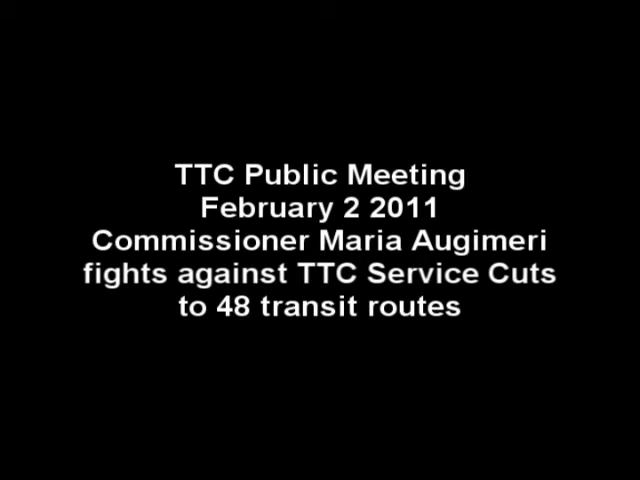 TTC Public Meeting
February 2 2011
Commissioner Maria Augimeri
fights against TTC Service Cuts
to 48 transit routes